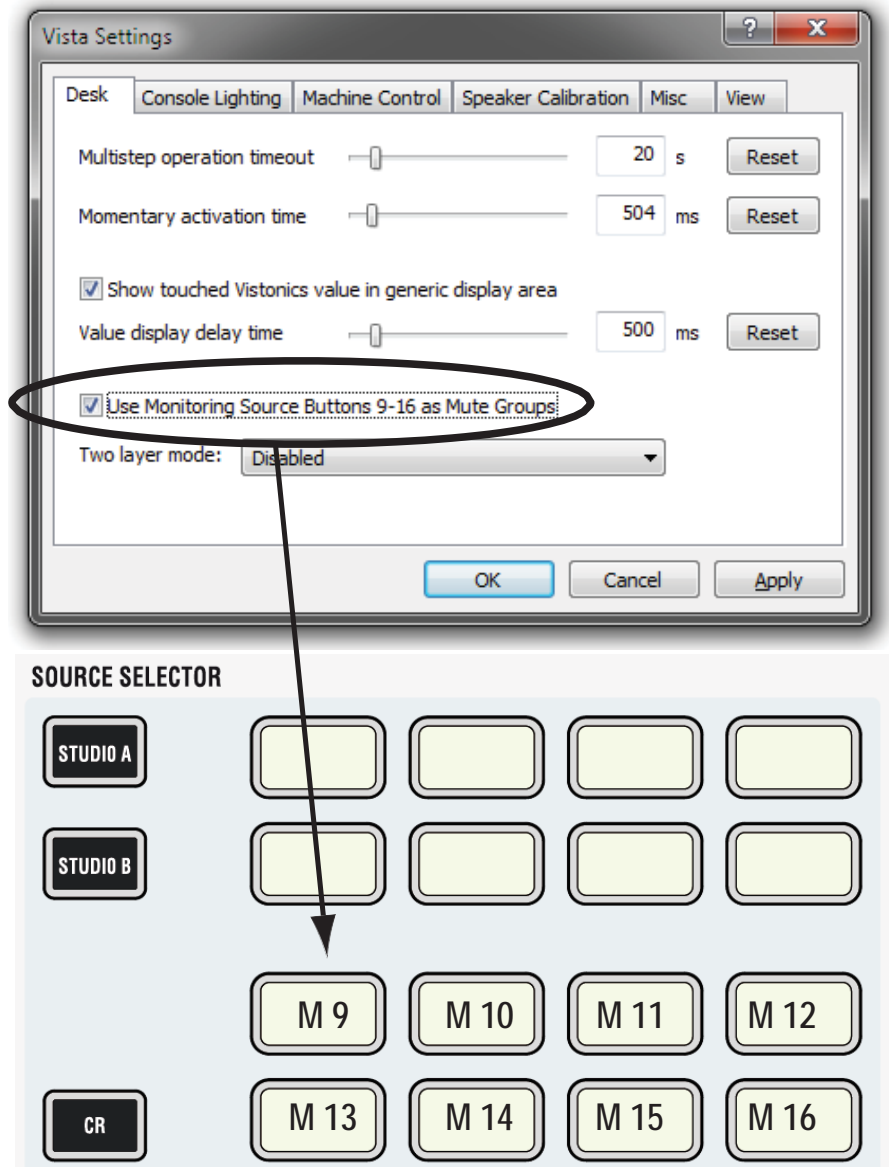 Vista Settings ? X
Desk Console Lighting Machine Control Speaker Calibration Misc View
Multistep operation timeout 20 s Reset
Momentary activation time 504 ms Reset
Show touched Vistonics value in generic display area
Value display delay time 500 ms Reset
Use Monitoring Source Buttons 9-16 as Mute Groups
Two layer mode: Disabled
OK Cancel Apply
SOURCE SELECTOR
STUDIO A
STUDIO B
M 9 M 10 M 11 M 12
CR M 13 M 14 M 15 M 16